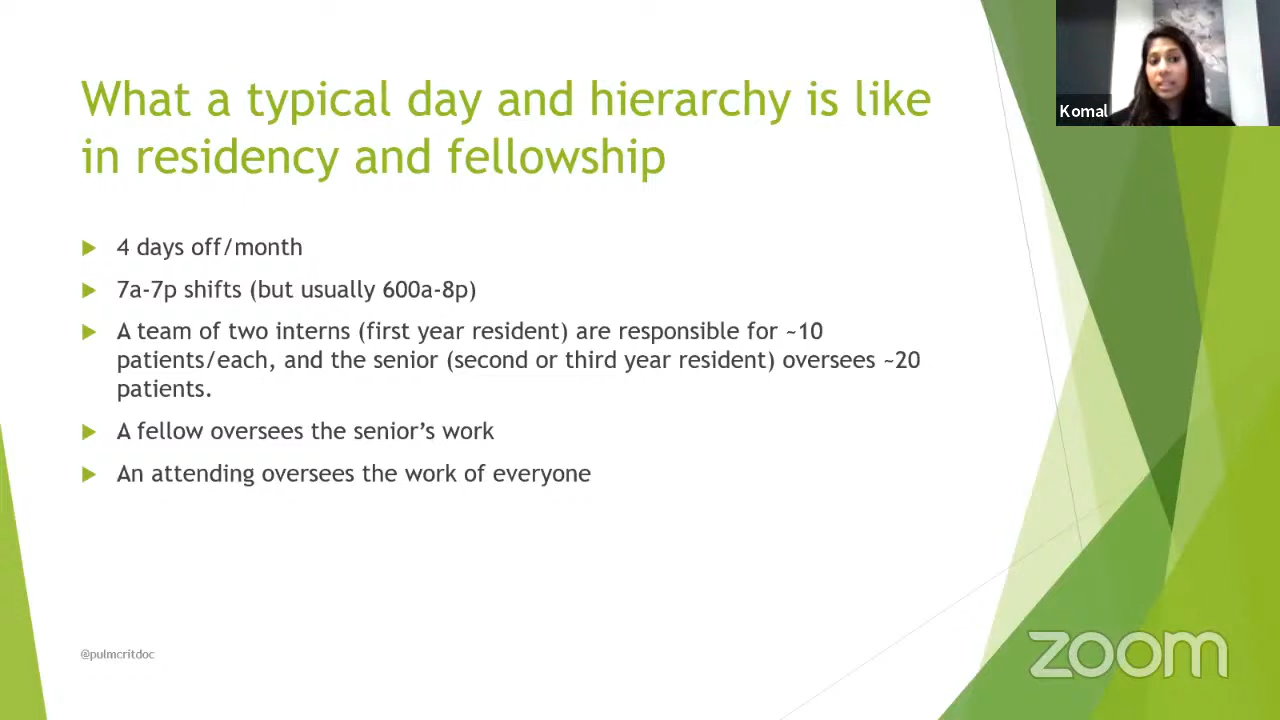 What a typical day and hierarchy is like
in residency and fellowship
Komal
4 days off/month
7a-7p shifts (but usually 600a-8p)
A team of two interns (first year resident) are responsible for ~10
patients/each, and the senior (second or third year resident) oversees ~20
patients.
A fellow oversees the senior’s work
An attending oversees the work of everyone
@pulmcritdoc
zoom